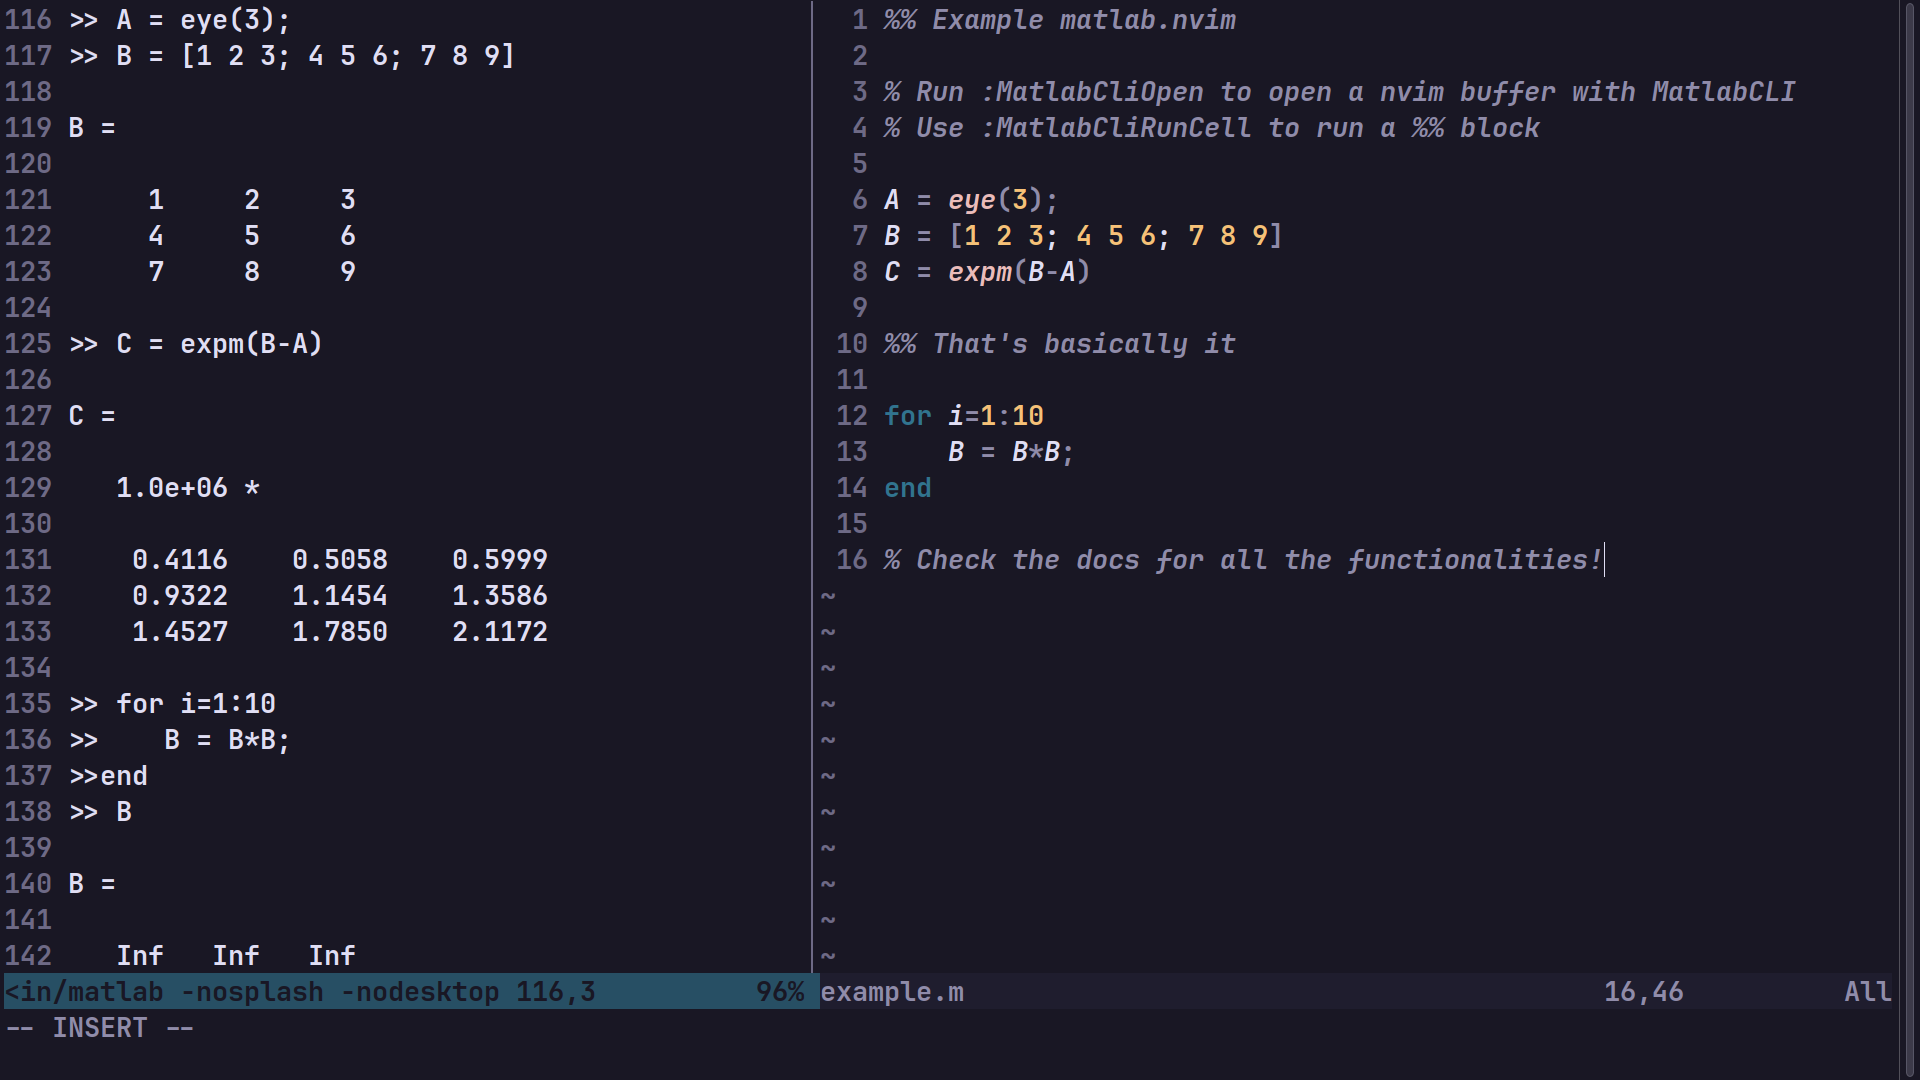 116 >> A = eye(3);
117 >> B = [1 2 3; 4 5 6; 7 8 9]
118
119 B =
120
121      1     2     3
122      4     5     6
123      7     8     9
124
125 >> C = expm(B-A)
126
127 C =
128
129    1.0e+06 *
130
131     0.4116    0.5058    0.5999
132     0.9322    1.1454    1.3586
133     1.4527    1.7850    2.1172
134
135 >> for i=1:10
136 >>    B = B*B;
137 >>end
138 >> B
139
140 B =
141
142    Inf   Inf   Inf
<in/matlab -nosplash -nodesktop 116,3          96%
1 %% Example matlab.nvim
2
3 % Run :MatlabCliOpen to open a nvim buffer with MatlabCLI
4 % Use :MatlabCliRunCell to run a %% block
5
6 A = eye(3);
7 B = [1 2 3; 4 5 6; 7 8 9]
8 C = expm(B-A)
9
10 %% That's basically it
11
12 for i=1:10
13     B = B*B;
14 end
15
16 % Check the docs for all the functionalities!
~
~
~
~
~
~
~
~
~
~
~
example.m                                        16,46          All
-- INSERT --